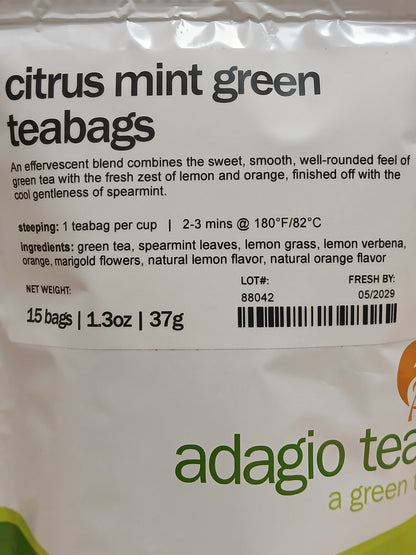 citrus mint green
teabags
An effervescent blend combines the sweet, smooth, well-rounded feel of
green tea with the fresh zest of lemon and orange, finished off with the
cool gentleness of spearmint.
steeping: 1 teabag per cup | 2-3 mins @ 180°F/82°C
ingredients: green tea, spearmint leaves, lemon grass, lemon verbena,
orange, marigold flowers, natural lemon flavor, natural orange flavor
NET WEIGHT:
15 bags | 1.3oz | 37g
LOT#:
88042
FRESH BY:
05/2029
adagio tea
a green t